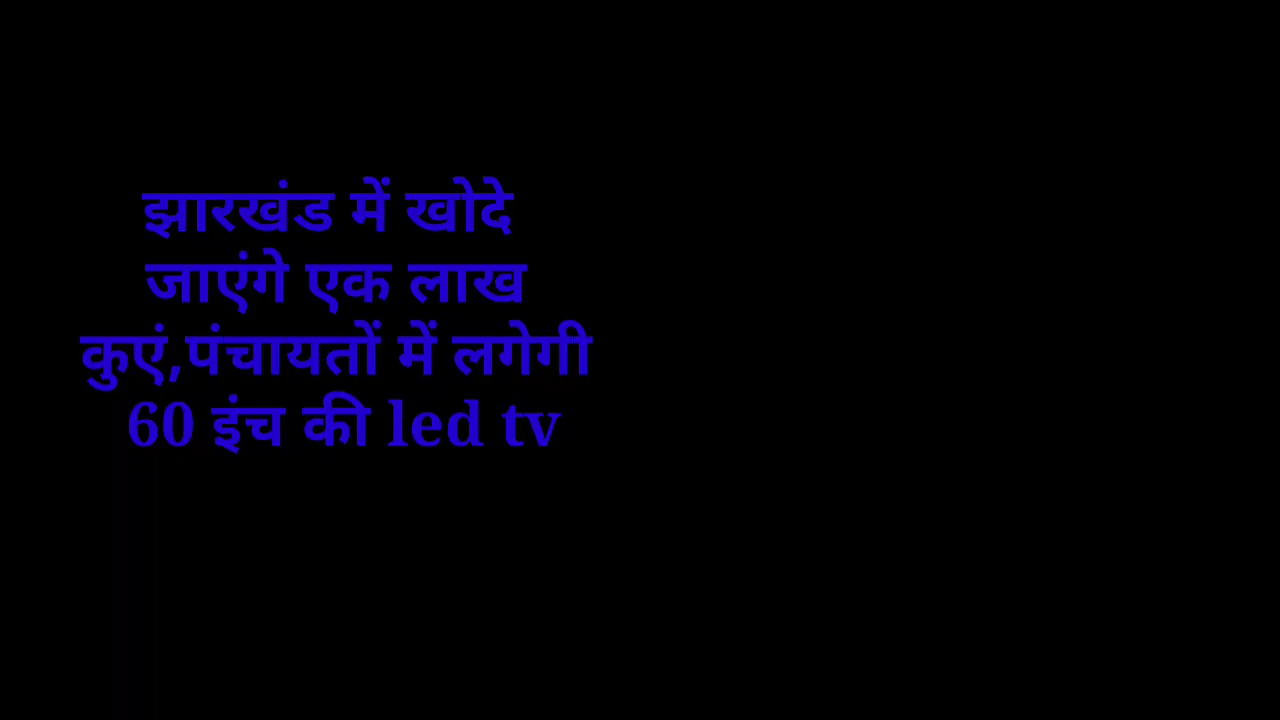 झारखंड में खोदे
जाएंगे एक लाख
कुएं,पंचायतों में लगेगी
60 इंच की led tv